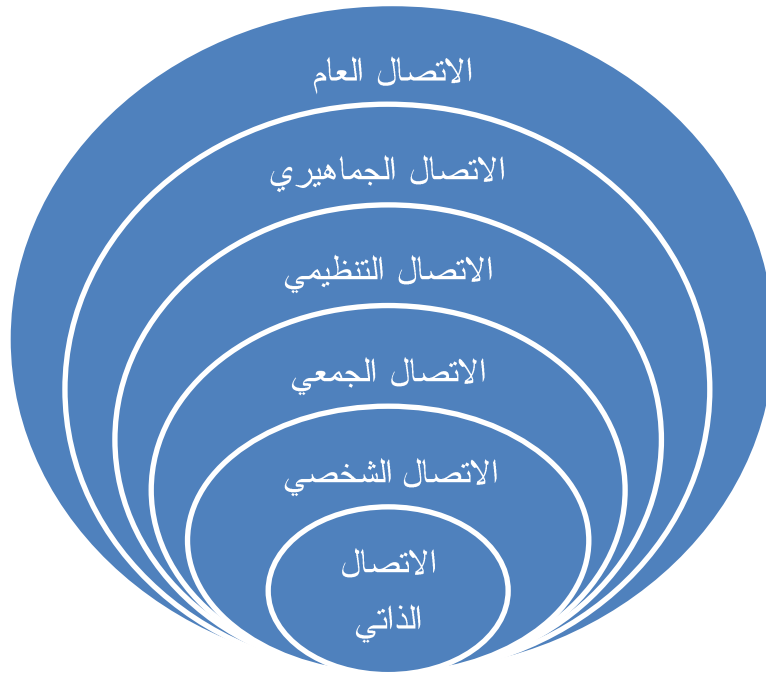 الاتصال العام
الاتصال الجماهيري
الاتصال التنظيمي
الاتصال الجمعي
الاتصال الشخصي
الاتصال
الذاتي